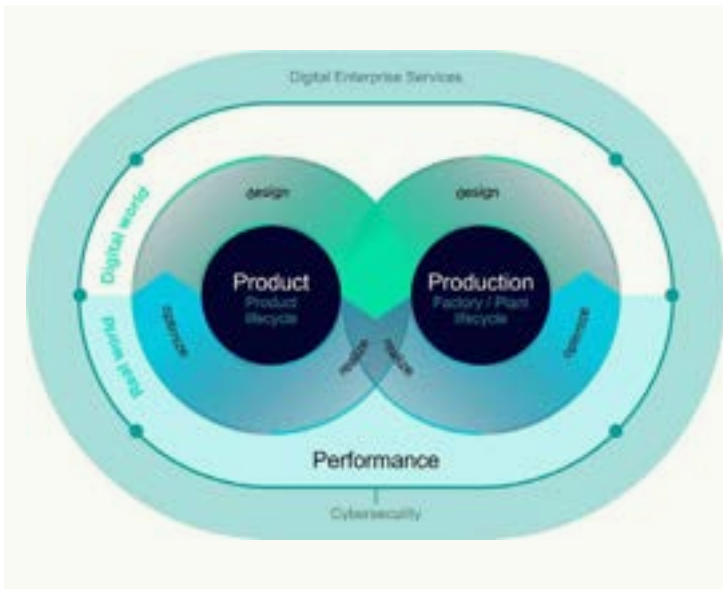 Digital Enterprise Services
Digital world
design
design
Product
Product
lifecycle
Production
Factory / Plant
lifecycle
Real world
optimize
realize
realize
optimize
Performance
Cybersecurity